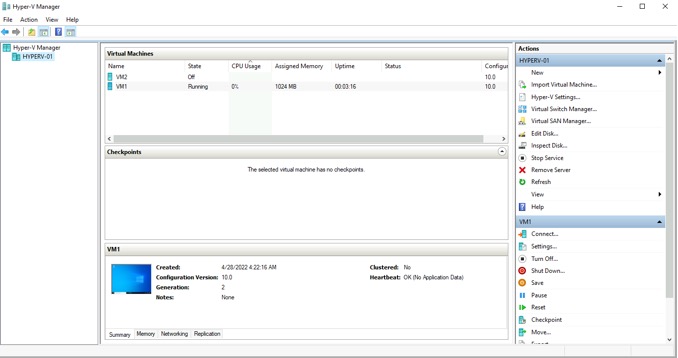 Hyper-V Manager
File Action View Help
Hyper-V Manager
HYPERV-01
Virtual Machines
Name State CPU Usage Assigned Memory Uptime Status Configu
VM2 Off 10.0
VM1 Running 0% 1024 MB 00:03:16 10.0
Checkpoints
The selected virtual machine has no checkpoints.
VM1
Created: 4/28/2022 4:22:16 AM Clustered: No
Configuration Version: 10.0 Heartbeat: OK (No Application Data)
Generation: 2
Notes: None
Summary Memory Networking Replication
Actions
HYPERV-01
New
Import Virtual Machine...
Hyper-V Settings...
Virtual Switch Manager...
Virtual SAN Manager...
Edit Disk...
Inspect Disk...
Stop Service
Remove Server
Refresh
View
Help
VM1
Connect...
Settings...
Turn Off...
Shut Down...
Save
Pause
Reset
Checkpoint
Move...